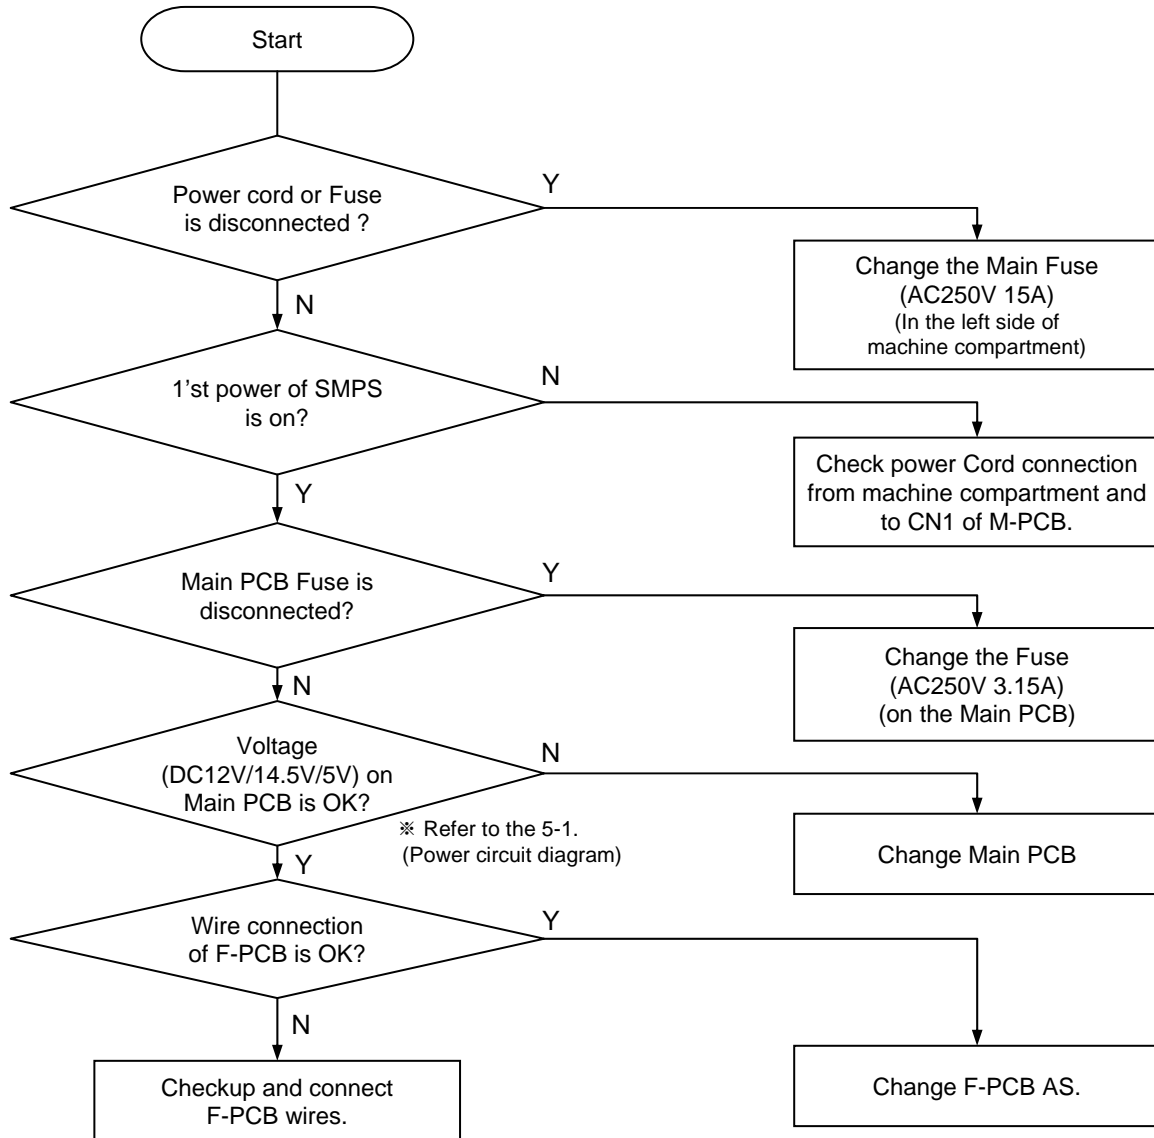 Start
Power cord or Fuse
is disconnected ?
Y
Change the Main Fuse
(AC250V 15A)
(In the left side of
machine compartment)
N
1'st power of SMPS
is on?
N
Check power Cord connection
from machine compartment and
to CN1 of M-PCB.
Y
Main PCB Fuse is
disconnected?
Y
Change the Fuse
(AC250V 3.15A)
(on the Main PCB)
N
Voltage
(DC12V/14.5V/5V) on
Main PCB is OK?
N
※ Refer to the 5-1.
(Power circuit diagram)
Change Main PCB
Y
Wire connection
of F-PCB is OK?
Y
Change F-PCB AS.
N
Checkup and connect
F-PCB wires.